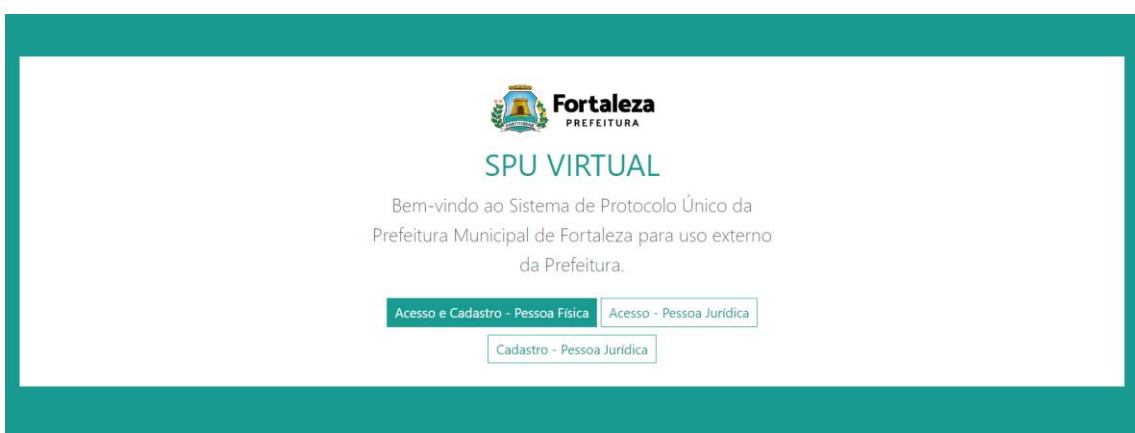 Fortaleza
PREFEITURA
SPU VIRTUAL
Bem-vindo ao Sistema de Protocolo Único da
Prefeitura Municipal de Fortaleza para uso externo
da Prefeitura.
Acesso e Cadastro - Pessoa Física
Acesso - Pessoa Jurídica
Cadastro - Pessoa Jurídica